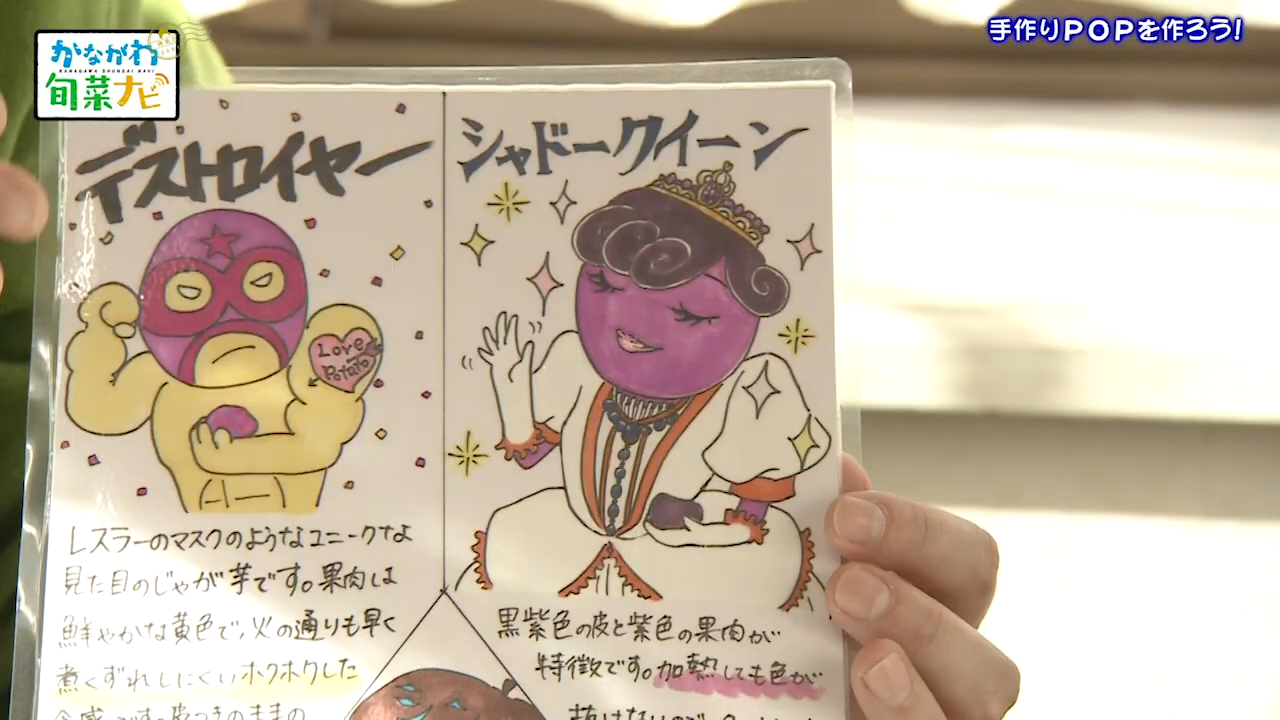 かながわ
KANAGAWA SHUNSAI NAVI
旬菜ナビ
手作りPOPを作ろう!
デストロイヤー
Love
Potato
レスラーのマスクのようなユニークな
見た目のじゃが芋です。果肉は
鮮やかな黄色で、火の通りも早く
煮くずれしにくいホクホクした
シャドークイーン
黒紫色の皮と紫色の果肉が
特徴です。加熱しても色が